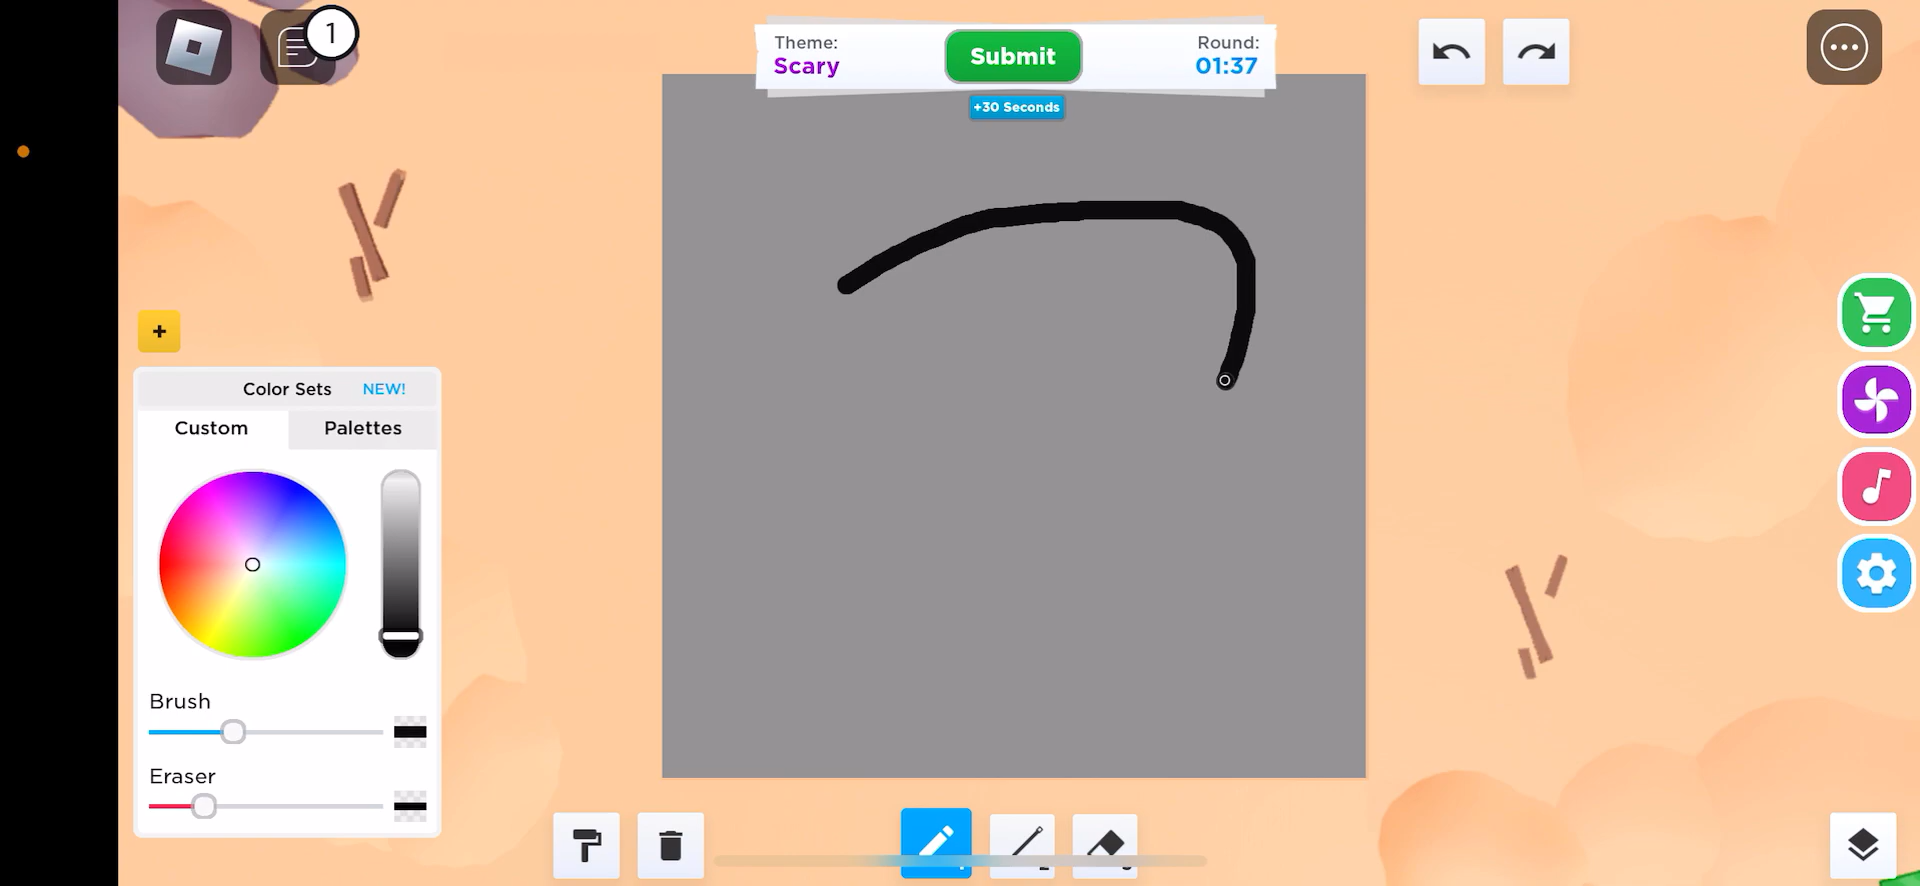 1
Theme:
Scary
Submit
Round:
01:37
+30 Seconds
+
Color Sets NEW!
Custom
Palettes
Brush
Eraser